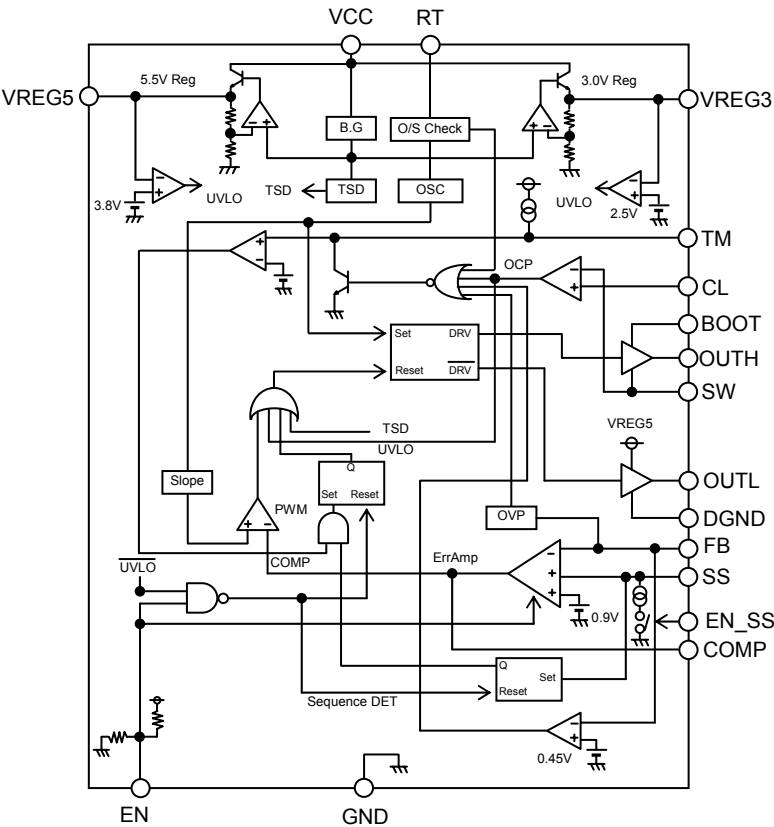 VCC RT
5.5V Reg 3.0V Reg
VREG5 VREG3
B.G O/S Check
TSD TSD OSC
UVLO UVLO
3.8V 2.5V
TM
OCP
CL
BOOT
Set DRV
OUTH
Reset DRV
SW
VREG5
TSD
UVLO
Q
Slope OUTL
Set Reset
PWM OVP DGND
FB
COMP ErrAmp
UVLO SS
0.9V EN_SS
COMP
Q
Set
Reset
Sequence DET
0.45V
EN GND